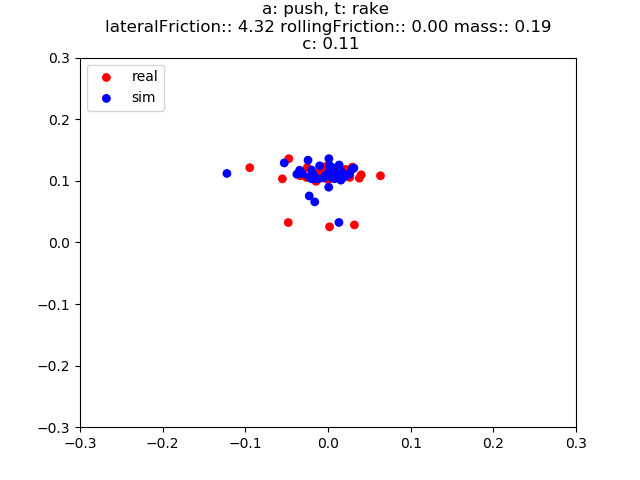 a: push, t: rake
lateralFriction:: 4.32 rollingFriction:: 0.00 mass:: 0.19
c: 0.11
real
sim
0.3
0.2
0.1
0.0
−0.1
−0.2
−0.3
−0.3 −0.2 −0.1 0.0 0.1 0.2 0.3